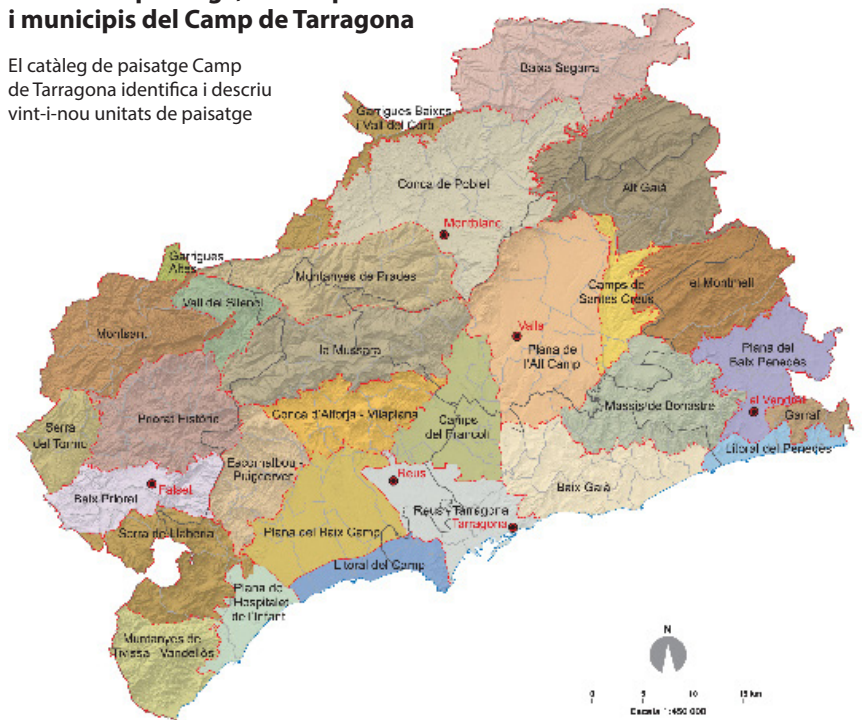 i municipis del Camp de Tarragona
El catàleg de paisatge Camp
de Tarragona identifica i descriu
vint-i-nou unitats de paisatge
Baixa Segarra
Garrigues Baixes
i Vall del Corb
Conca de Poblet
Alt Gaià
Montblanc
Garrigues
Altes
Muntanyes de Prades
Camps de
Santes Creus
el Montmell
Vall del Silenci
Montsant
la Mussara
Valls
Plana de
l'Alt Camp
Plana del
Baix Penedès
Serra
del Tormo
Priorat Històric
Conca d'Alforja - Vilaplana
Camps
del Francolí
Massís de Bonastre
el Vendrell
Garraf
Litoral del Penedès
Escornalbou -
Puigcerver
Baix Priorat
Falset
Reus
Baix Gaià
Reus - Tarragona
Tarragona
Serra de Llaberia
Plana del Baix Camp
Litoral del Camp
Plana de
l'Hospitalet
de l'Infant
Muntanyes de
Tivissa - Vandellòs
N
0 5 10 15 km
Escala 1:450 000